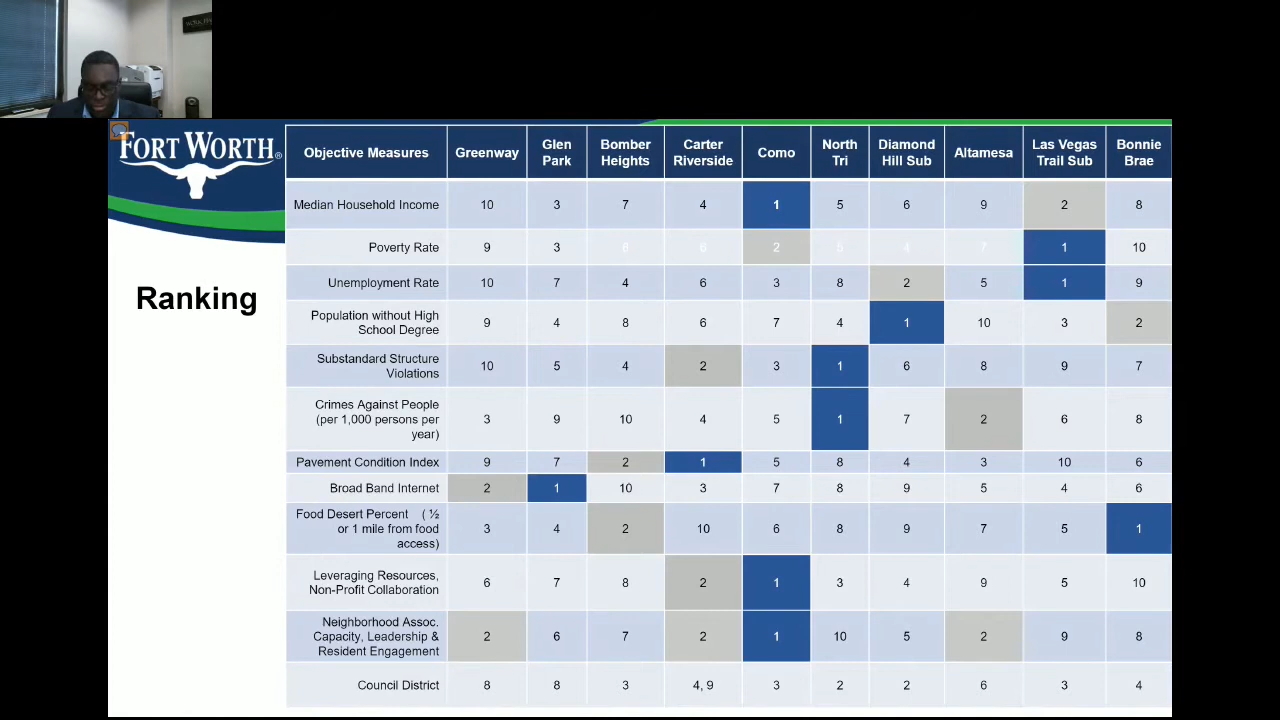 FORT WORTH®
Ranking
Objective Measures Greenway Glen Park Bomber Heights Carter Riverside Como North Tri Diamond Hill Sub Altamesa Las Vegas Trail Sub Bonnie Brae
Median Household Income 10 3 7 4 1 5 6 9 2 8
Poverty Rate 9 3 8 6 2 5 4 7 1 10
Unemployment Rate 10 7 4 6 3 8 2 5 1 9
Population without High School Degree 9 4 8 6 7 4 1 10 3 2
Substandard Structure Violations 10 5 4 2 3 1 6 8 9 7
Crimes Against People (per 1,000 persons per year) 3 9 10 4 5 1 7 2 6 8
Pavement Condition Index 9 7 2 1 5 8 4 3 10 6
Broad Band Internet 2 1 10 3 7 8 9 5 4 6
Food Desert Percent ( ½ or 1 mile from food access) 3 4 2 10 6 8 9 7 5 1
Leveraging Resources, Non-Profit Collaboration 6 7 8 2 1 3 4 9 5 10
Neighborhood Assoc. Capacity, Leadership & Resident Engagement 2 6 7 2 1 10 5 2 9 8
Council District 8 8 3 4, 9 3 2 2 6 3 4